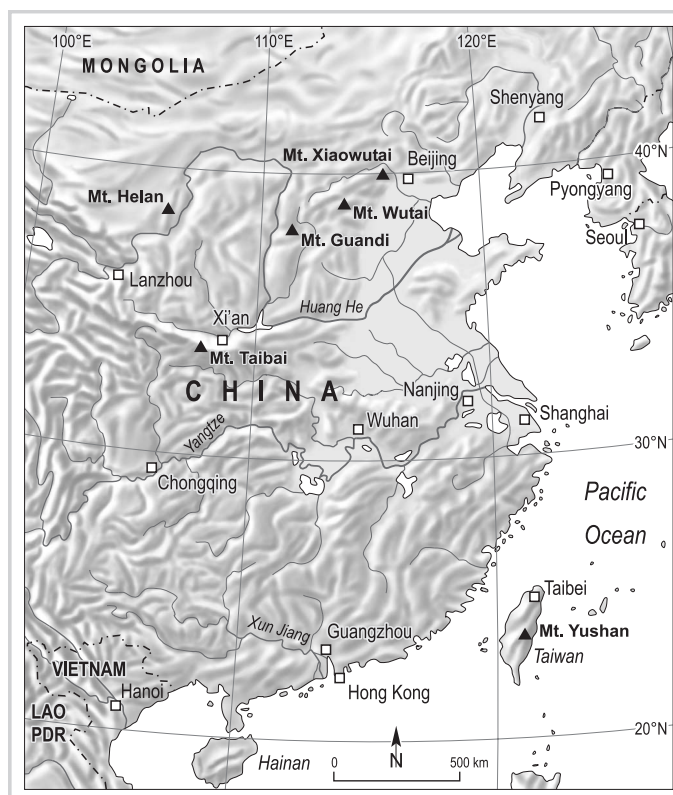 100°E
110°E
120°E
MONGOLIA
Shenyang
Mt. Xiaowutai
Beijing
40°N
Mt. Helan
Mt. Wutai
Pyongyang
Mt. Guandi
Seoul
Lanzhou
Huang He
Xi'an
Mt. Taibai
CHINA
Nanjing
Shanghai
Yangtze
Wuhan
30°N
Chongqing
Pacific
Ocean
Taibei
Xun Jiang
Guangzhou
Mt. Yushan
Taiwan
VIETNAM
Hanoi
Hong Kong
LAO
PDR
20°N
Hainan
N
0
500 km